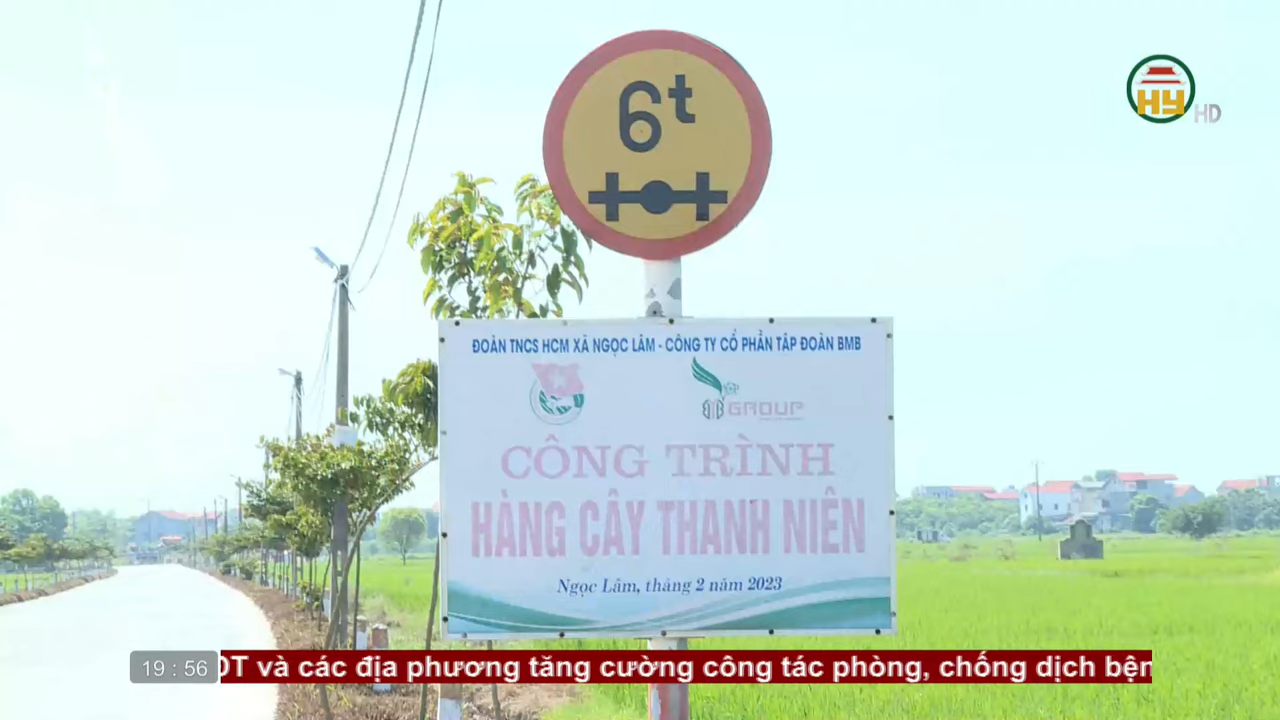 6t
HY HD
ĐOÀN TNCS HCM XÃ NGỌC LÂM - CÔNG TY CỔ PHẦN TẬP ĐOÀN BMB
GROUP
CÔNG TRÌNH
HÀNG CÂY THANH NIÊN
Ngọc Lâm, tháng 2 năm 2023
19 : 56
và các địa phương tăng cường công tác phòng, chống dịch bện